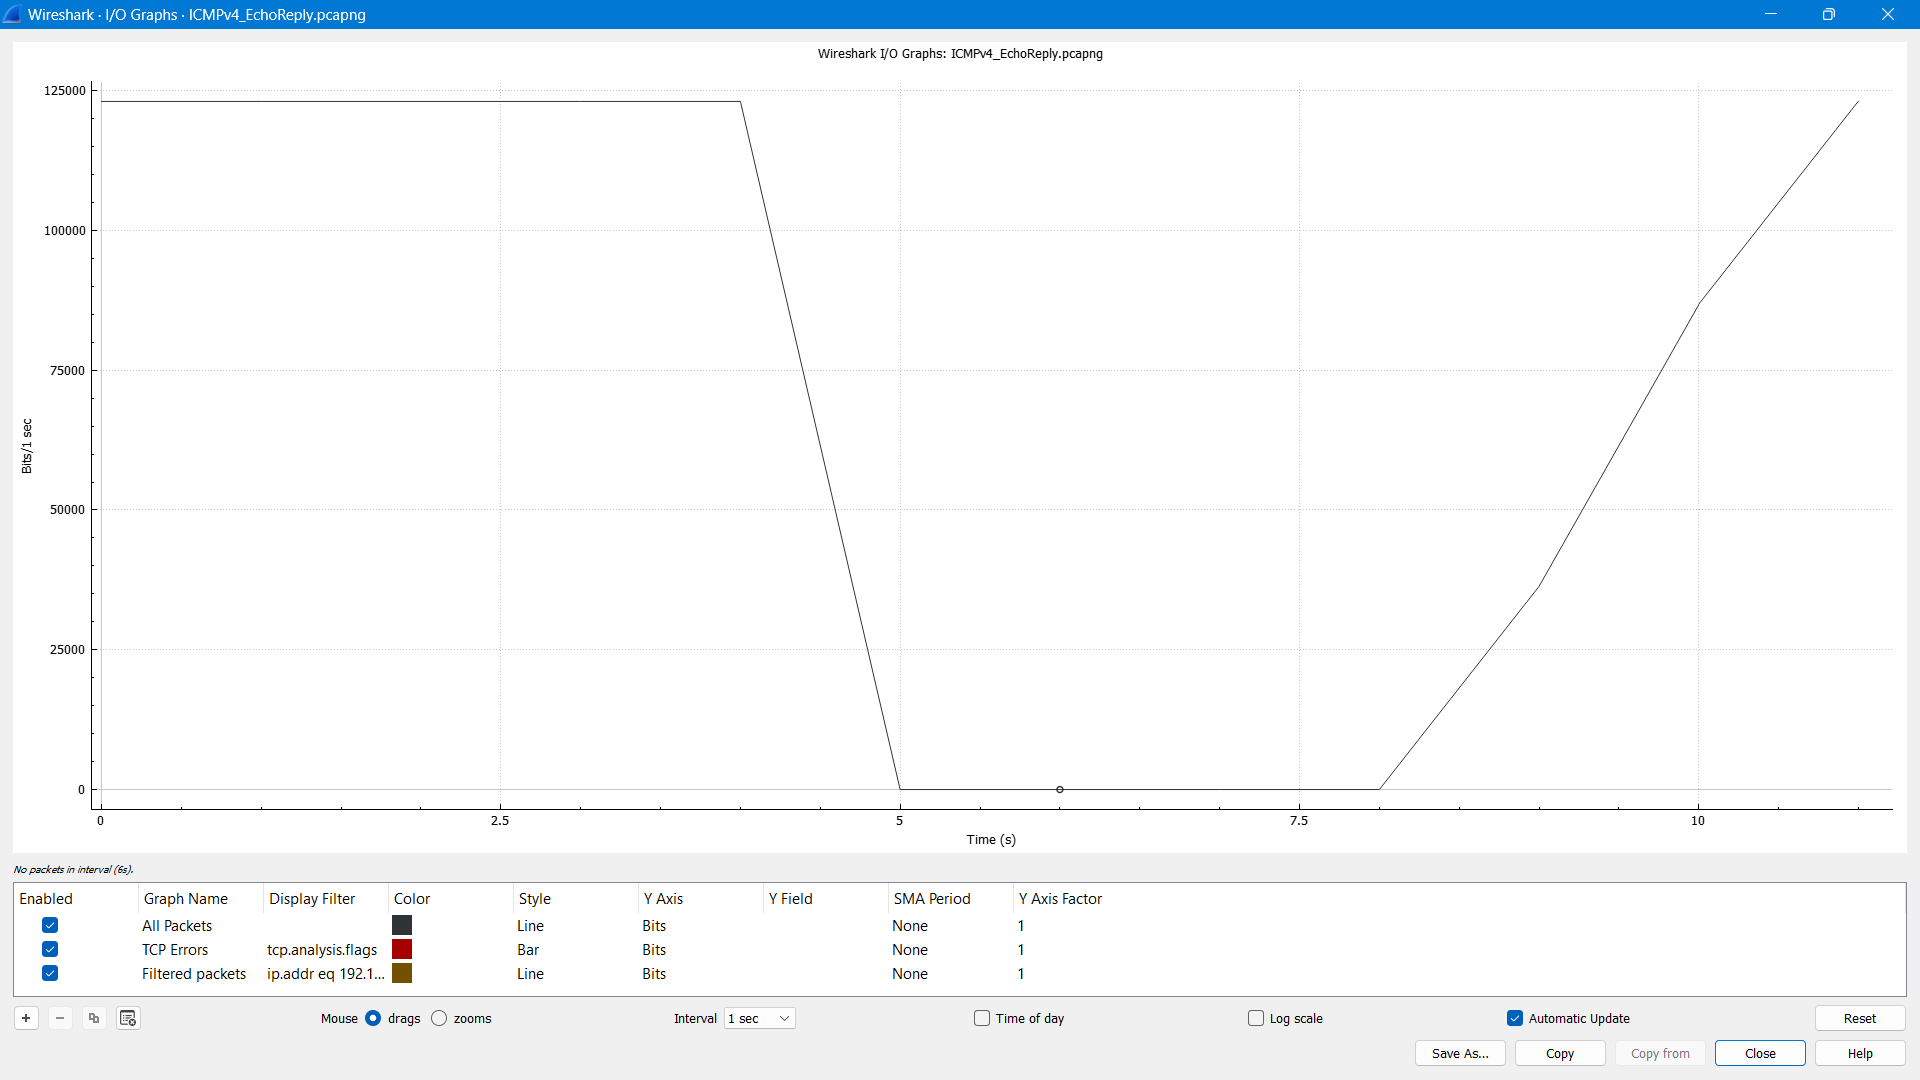 Wireshark · I/O Graphs · ICMPv4_EchoReply.pcapng
Wireshark I/O Graphs: ICMPv4_EchoReply.pcapng
125000
100000
75000
50000
25000
0
Bits/1 sec
0 2.5 5 7.5 10
Time (s)
No packets in interval (6s).
Enabled Graph Name Display Filter Color Style Y Axis Y Field SMA Period Y Axis Factor
All Packets Line Bits None 1
TCP Errors tcp.analysis.flags Bar Bits None 1
Filtered packets ip.addr eq 192.1... Line Bits None 1
+ − Mouse drags zooms Interval 1 sec Time of day Log scale Automatic Update Reset
Save As... Copy Copy from Close Help